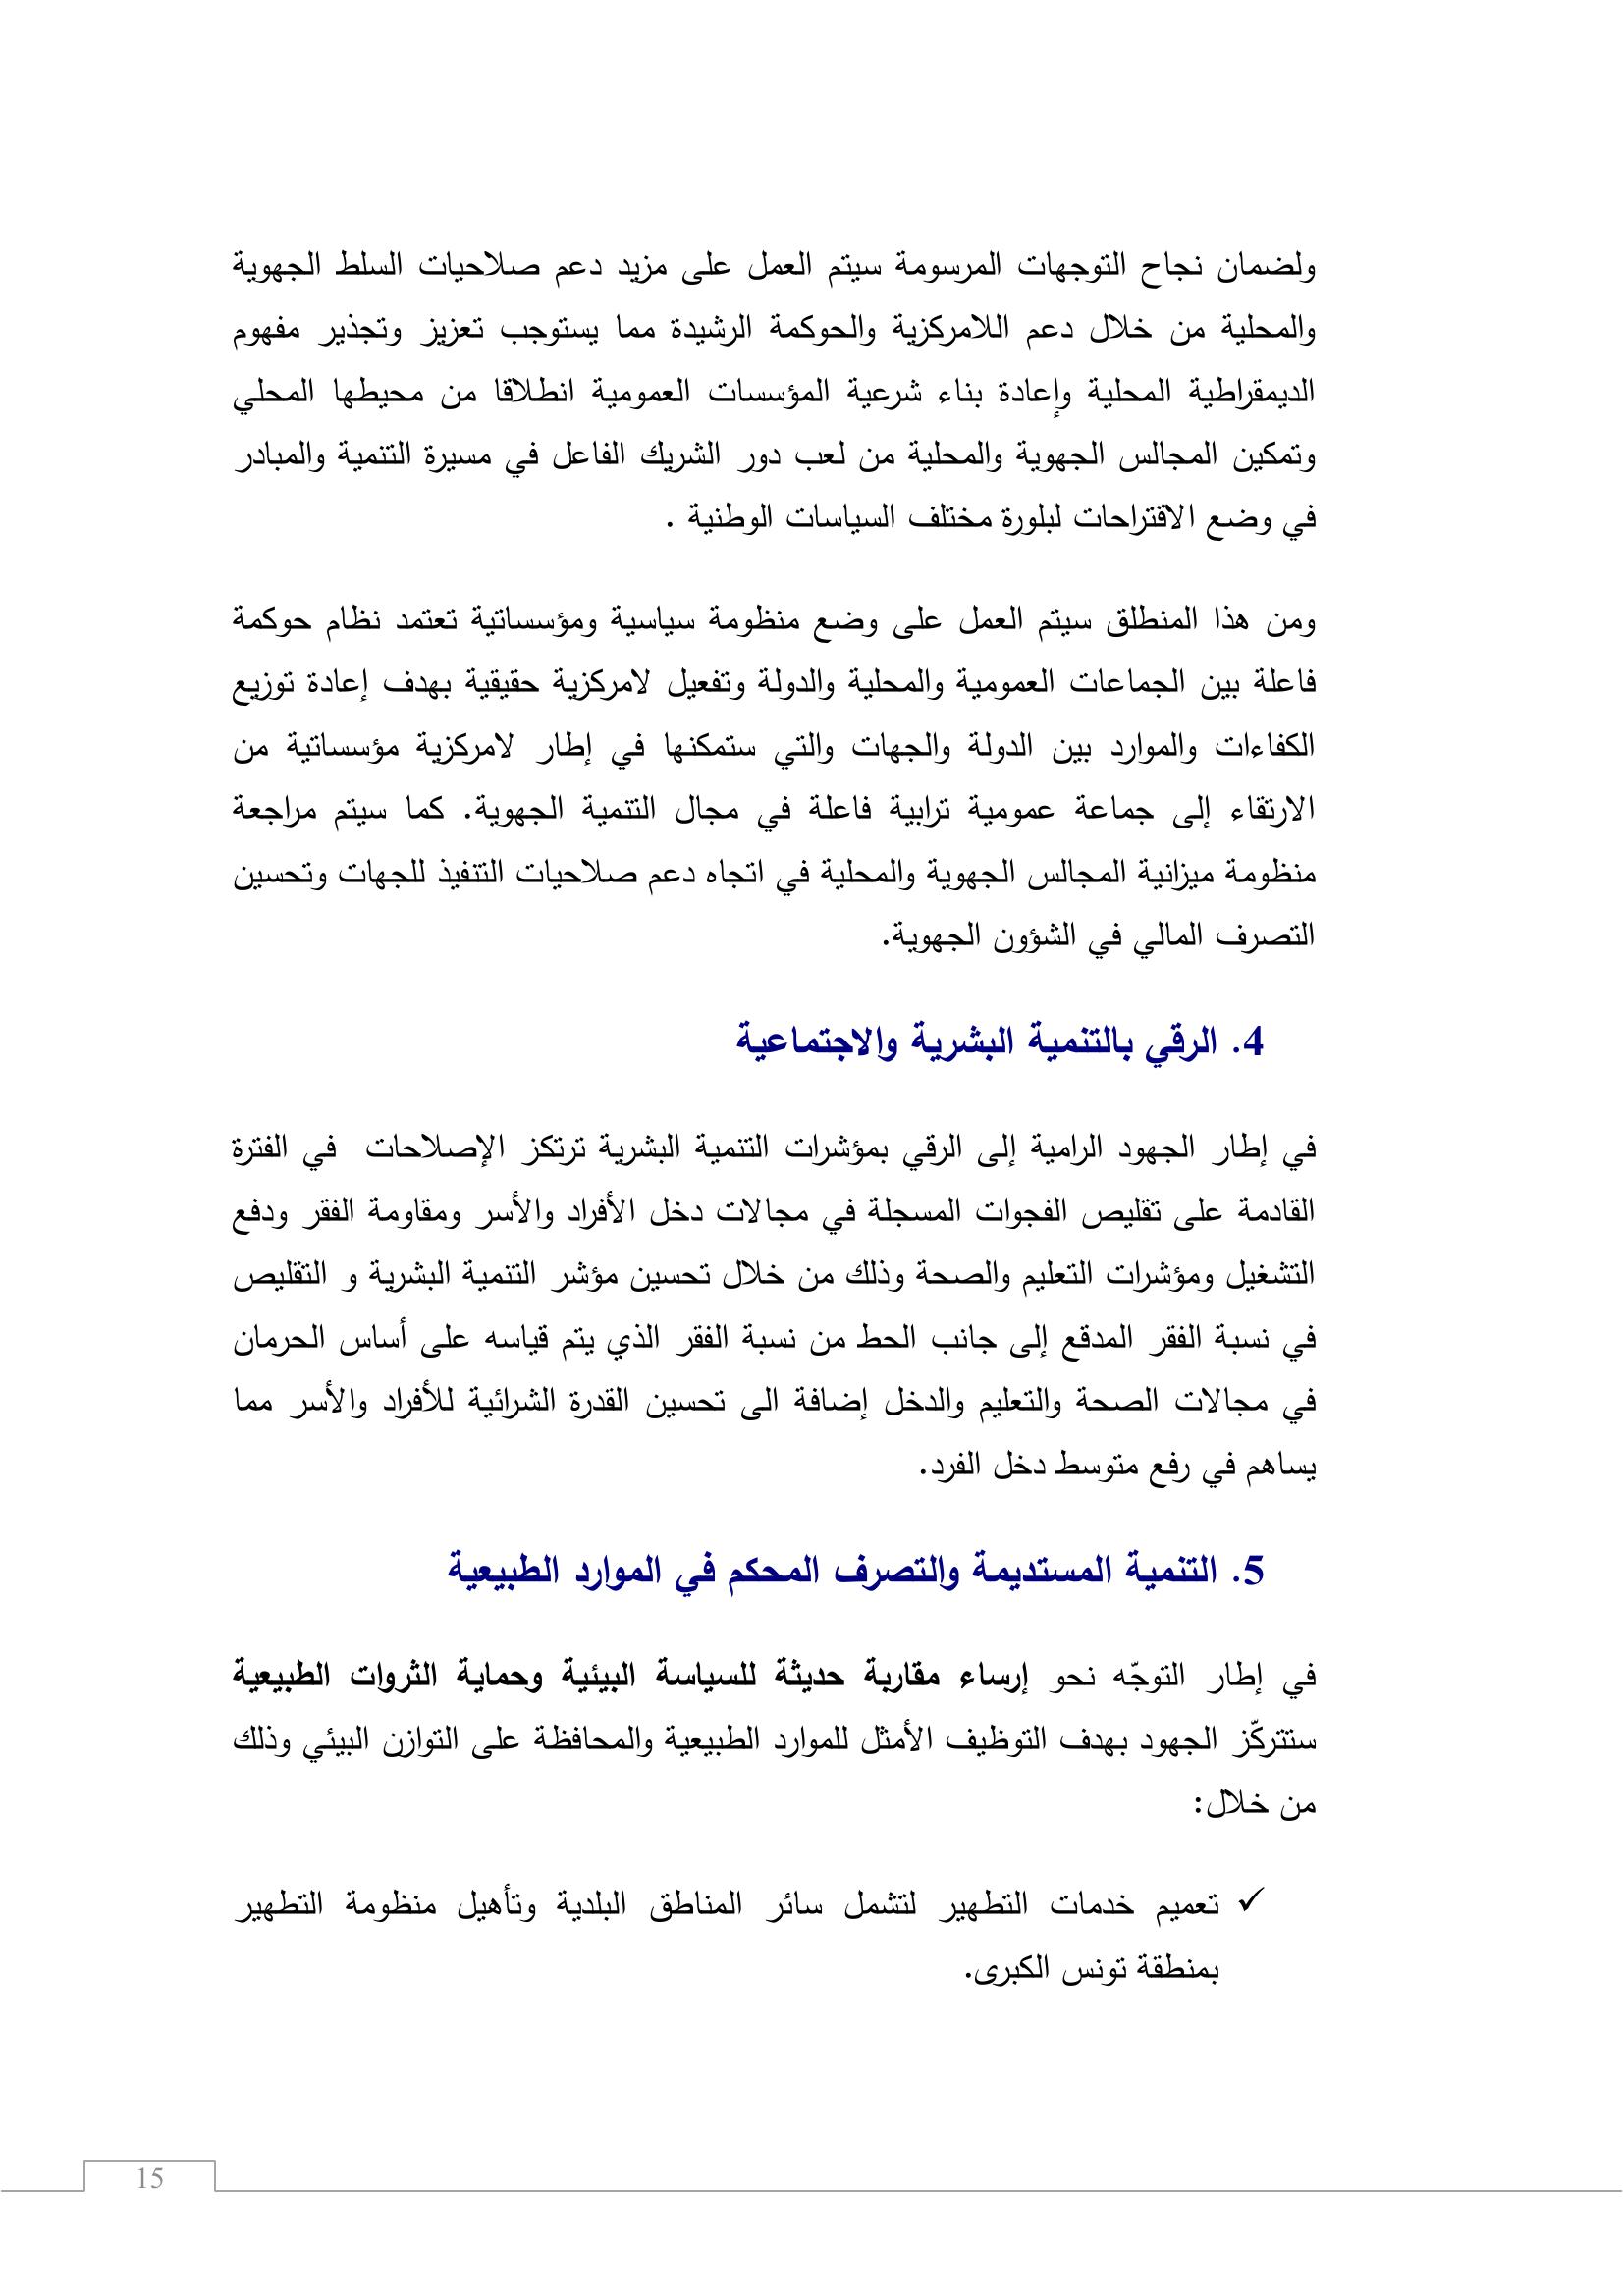 ولضمان نجاح التوجهات المرسومة سيتم العمل على مزيد دعم صلاحيات السلط الجهوية
والمحلية من خلال دعم اللامركزية والحوكمة الرشيدة مما يستوجب تعزيز وتجذير مفهوم
الديمقراطية المحلية وإعادة بناء شرعية المؤسسات العمومية انطلاقا من محيطها المحلي
وتمكين المجالس الجهوية والمحلية من لعب دور الشريك الفاعل في مسيرة التنمية والمبادر
في وضع الاقتراحات لبلورة مختلف السياسات الوطنية .
ومن هذا المنطلق سيتم العمل على وضع منظومة سياسية ومؤسساتية تعتمد نظام حوكمة
فاعلة بين الجماعات العمومية والمحلية والدولة وتفعيل لامركزية حقيقية بهدف إعادة توزيع
الكفاءات والموارد بين الدولة والجهات والتي ستمكنها في إطار لامركزية مؤسساتية من
الارتقاء إلى جماعة عمومية ترابية فاعلة في مجال التنمية الجهوية. كما سيتم مراجعة
منظومة ميزانية المجالس الجهوية والمحلية في اتجاه دعم صلاحيات التنفيذ للجهات وتحسين
التصرف المالي في الشؤون الجهوية.
4. الرقي بالتنمية البشرية والاجتماعية
في إطار الجهود الرامية إلى الرقي بمؤشرات التنمية البشرية ترتكز الإصلاحات في الفترة
القادمة على تقليص الفجوات المسجلة في مجالات دخل الأفراد والأسر ومقاومة الفقر ودفع
التشغيل ومؤشرات التعليم والصحة وذلك من خلال تحسين مؤشر التنمية البشرية و التقليص
في نسبة الفقر المدقع إلى جانب الحط من نسبة الفقر الذي يتم قياسه على أساس الحرمان
في مجالات الصحة والتعليم والدخل إضافة الى تحسين القدرة الشرائية للأفراد والأسر مما
يساهم في رفع متوسط دخل الفرد.
5. التنمية المستديمة والتصرف المحكم في الموارد الطبيعية
في إطار التوجّه نحو إرساء مقاربة حديثة للسياسة البيئية وحماية الثروات الطبيعية
ستتركّز الجهود بهدف التوظيف الأمثل للموارد الطبيعية والمحافظة على التوازن البيئي وذلك
من خلال:
✓ تعميم خدمات التطهير لتشمل سائر المناطق البلدية وتأهيل منظومة التطهير
بمنطقة تونس الكبرى.
15